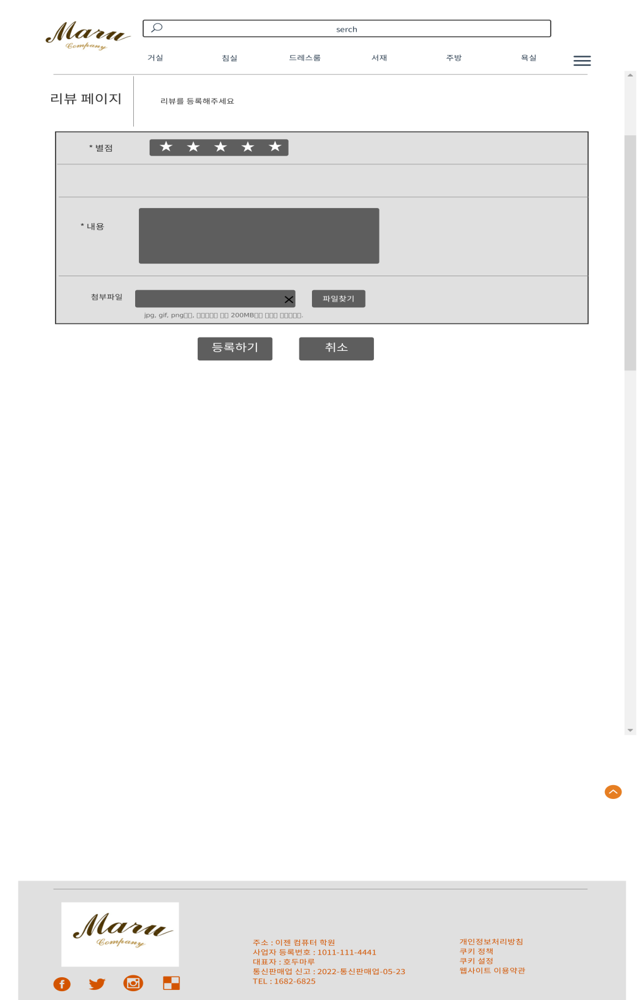 Maru
Company
serch
거실 침실 드레스룸 서재 주방 욕실
리뷰 페이지
리뷰를 등록해주세요
* 별점
* 내용
첨부파일
파일찾기
jpg, gif, png□□, □□□□□ □□ 200MB□□ □□□ □□□□□.
등록하기 취소
Maru
Company
주소 : 이젠 컴퓨터 학원
사업자 등록번호 : 1011-111-4441
대표자 : 호두마루
통신판매업 신고 : 2022-통신판매업-05-23
TEL : 1682-6825
개인정보처리방침
쿠키 정책
쿠키 설정
웹사이트 이용약관